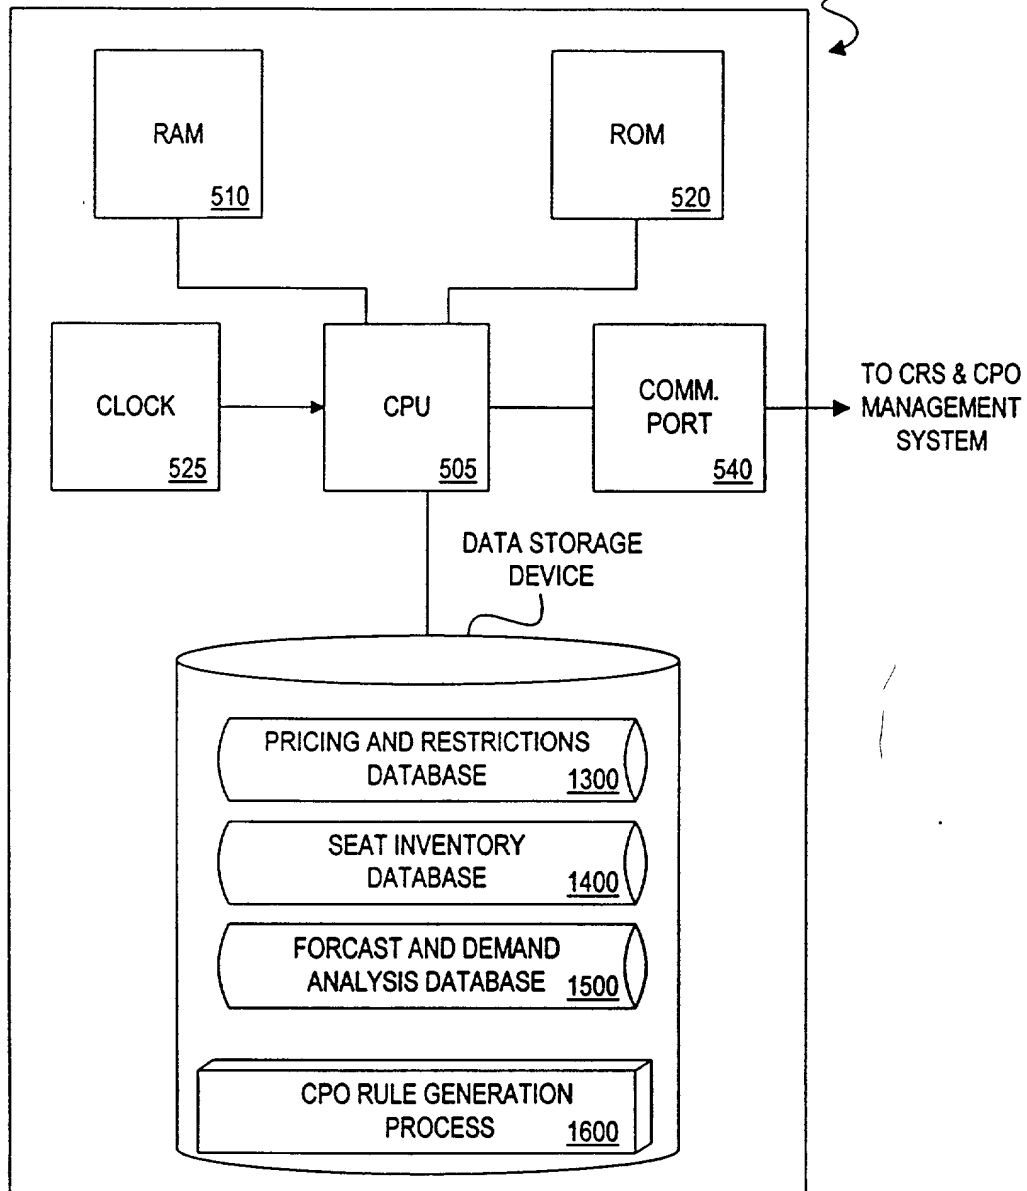 RAM
510
ROM
520
CLOCK
525
CPU
505
COMM.
PORT
540
TO CRS & CPO
MANAGEMENT
SYSTEM
DATA STORAGE
DEVICE
PRICING AND RESTRICTIONS
DATABASE 1300
SEAT INVENTORY
DATABASE 1400
FORCAST AND DEMAND
ANALYSIS DATABASE 1500
CPO RULE GENERATION
PROCESS 1600